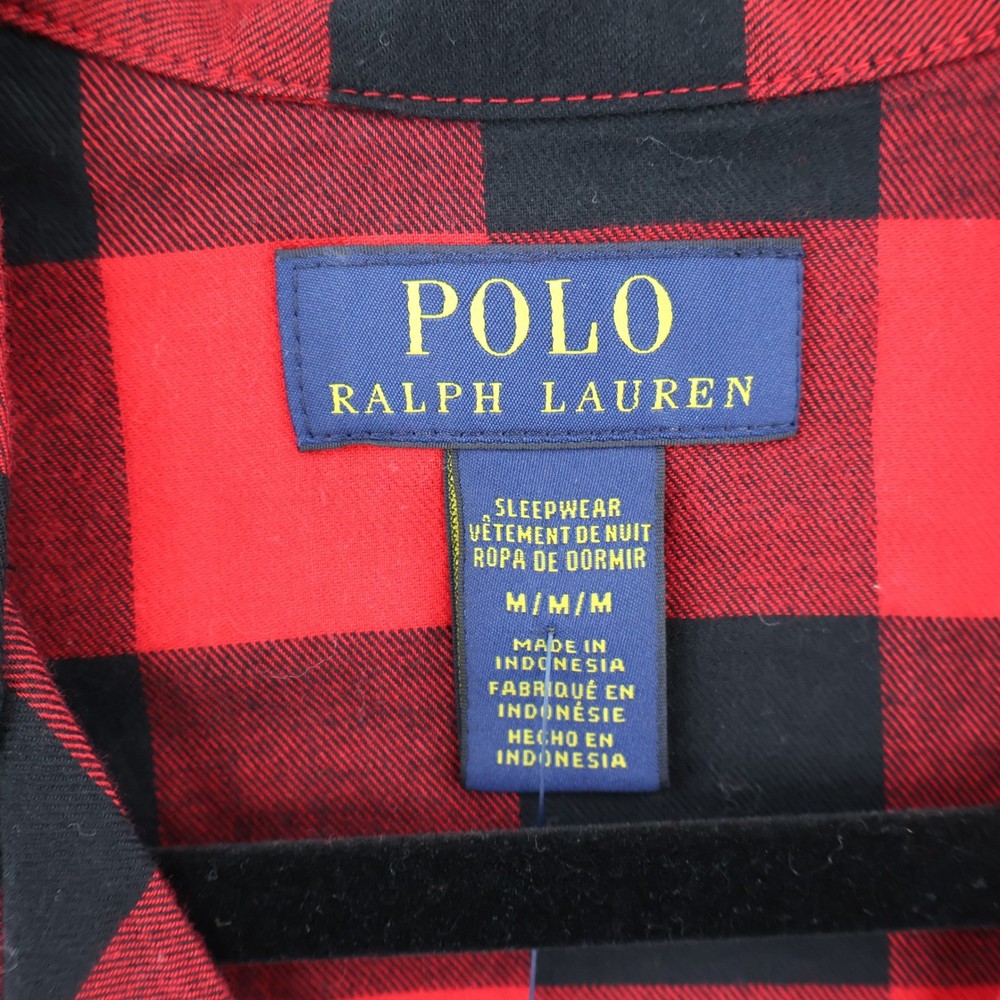 POLO
RALPH LAUREN
SLEEPWEAR
VÊTEMENT DE NUIT
ROPA DE DORMIR
M/M/M
MADE IN
INDONESIA
FABRIQUÉ EN
INDONÉSIE
HECHO EN
INDONESIA